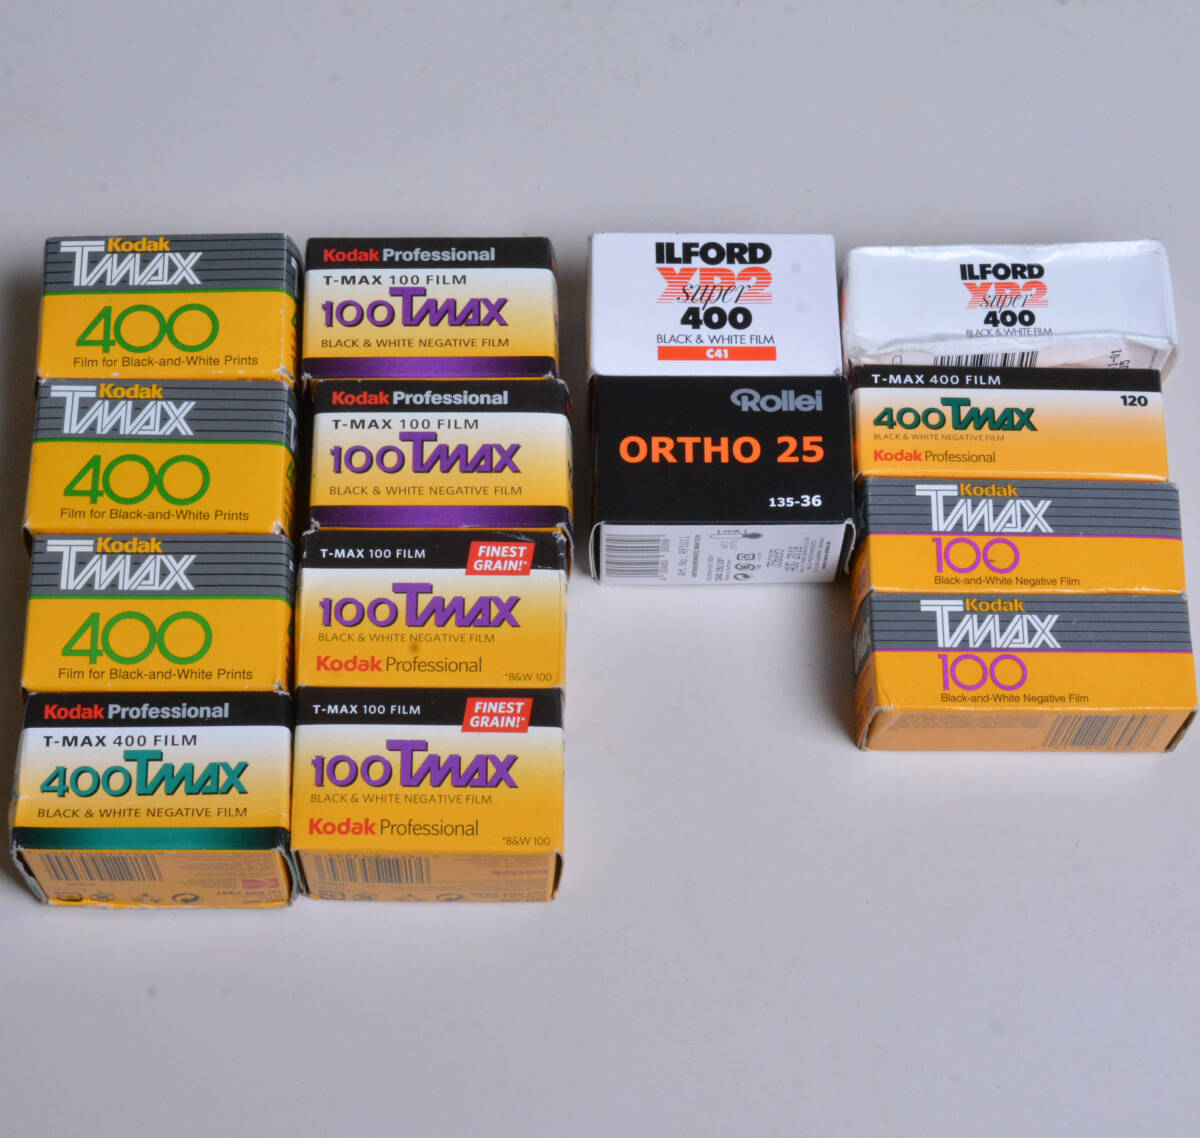 Kodak
TMAX
400
Film for Black-and-White Prints
Kodak
TMAX
400
Film for Black-and-White Prints
Kodak
TMAX
400
Film for Black-and-White Prints
Kodak Professional
T-MAX 400 FILM
400TMAX
BLACK & WHITE NEGATIVE FILM
Kodak Professional
T-MAX 100 FILM
100TMAX
BLACK & WHITE NEGATIVE FILM
Kodak Professional
T-MAX 100 FILM
100TMAX
BLACK & WHITE NEGATIVE FILM
T-MAX 100 FILM
FINEST
GRAIN!*
100TMAX
BLACK & WHITE NEGATIVE FILM
Kodak Professional
*B&W 100
T-MAX 100 FILM
FINEST
GRAIN!*
100TMAX
BLACK & WHITE NEGATIVE FILM
Kodak Professional
*B&W 100
Kodak
ILFORD
XP2
super
400
BLACK & WHITE FILM
C41
Rollei
ORTHO 25
135-36
ILFORD
XP2
super
400
BLACK & WHITE FILM
T-MAX 400 FILM
120
400TMAX
BLACK & WHITE NEGATIVE FILM
Kodak Professional
Kodak
TMAX
100
Black-and-White Negative Film
Kodak
TMAX
100
Black-and-White Negative Film